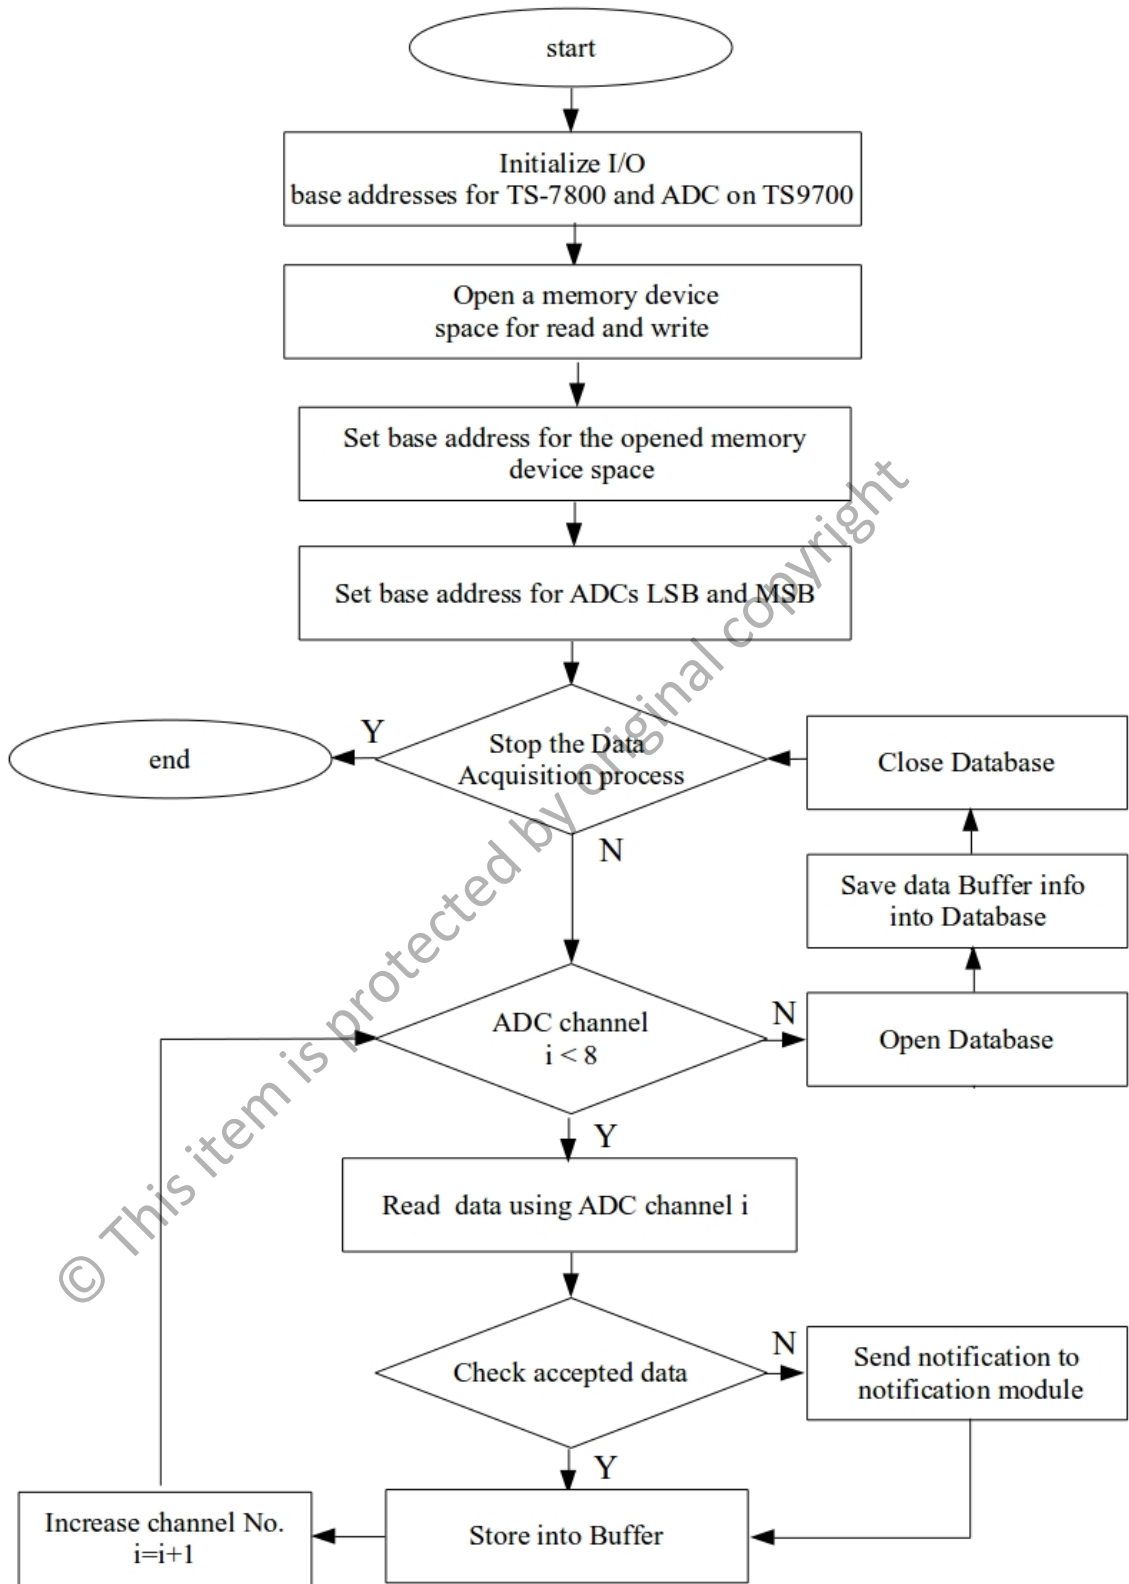 start
Initialize I/O
base addresses for TS-7800 and ADC on TS9700
Open a memory device
space for read and write
Set base address for the opened memory
device space
Set base address for ADCs LSB and MSB
Stop the Data
Acquisition process
Y
end
N
Close Database
Save data Buffer info
into Database
Open Database
ADC channel
i < 8
N
Y
Read  data using ADC channel i
Check accepted data
N
Send notification to
notification module
Y
Store into Buffer
Increase channel No.
i=i+1
© This item is protected by original copyright